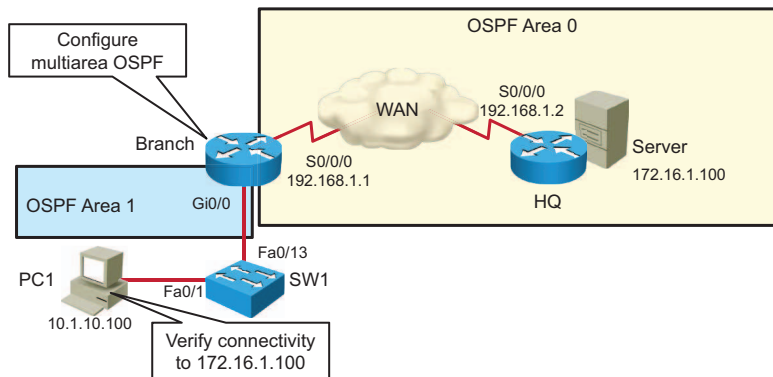 Configure
multiarea OSPF
OSPF Area 0
WAN
S0/0/0
192.168.1.2
Branch
S0/0/0
192.168.1.1
Server
172.16.1.100
HQ
OSPF Area 1
Gi0/0
Fa0/13
PC1
Fa0/1
SW1
10.1.10.100
Verify connectivity
to 172.16.1.100